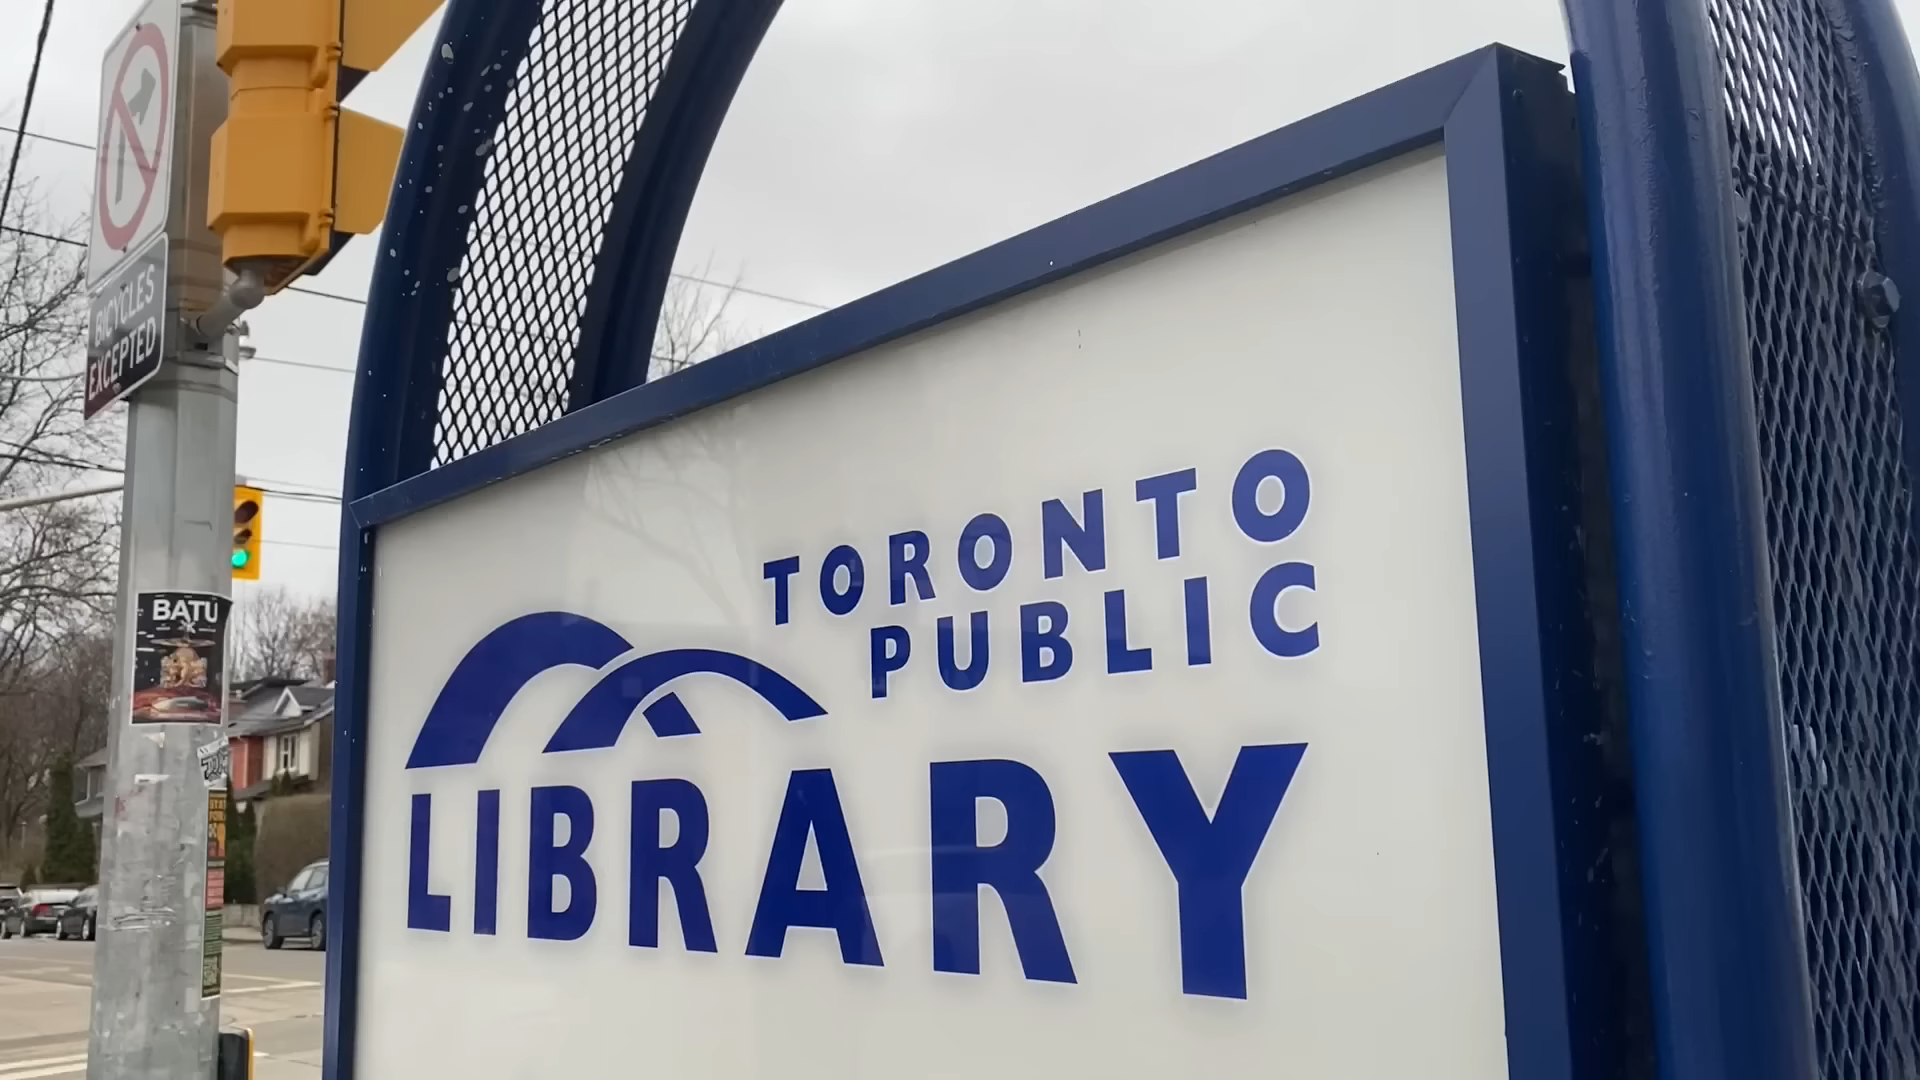 BICYCLES
EXCEPTED
BATU
TORONTO
PUBLIC
LIBRARY